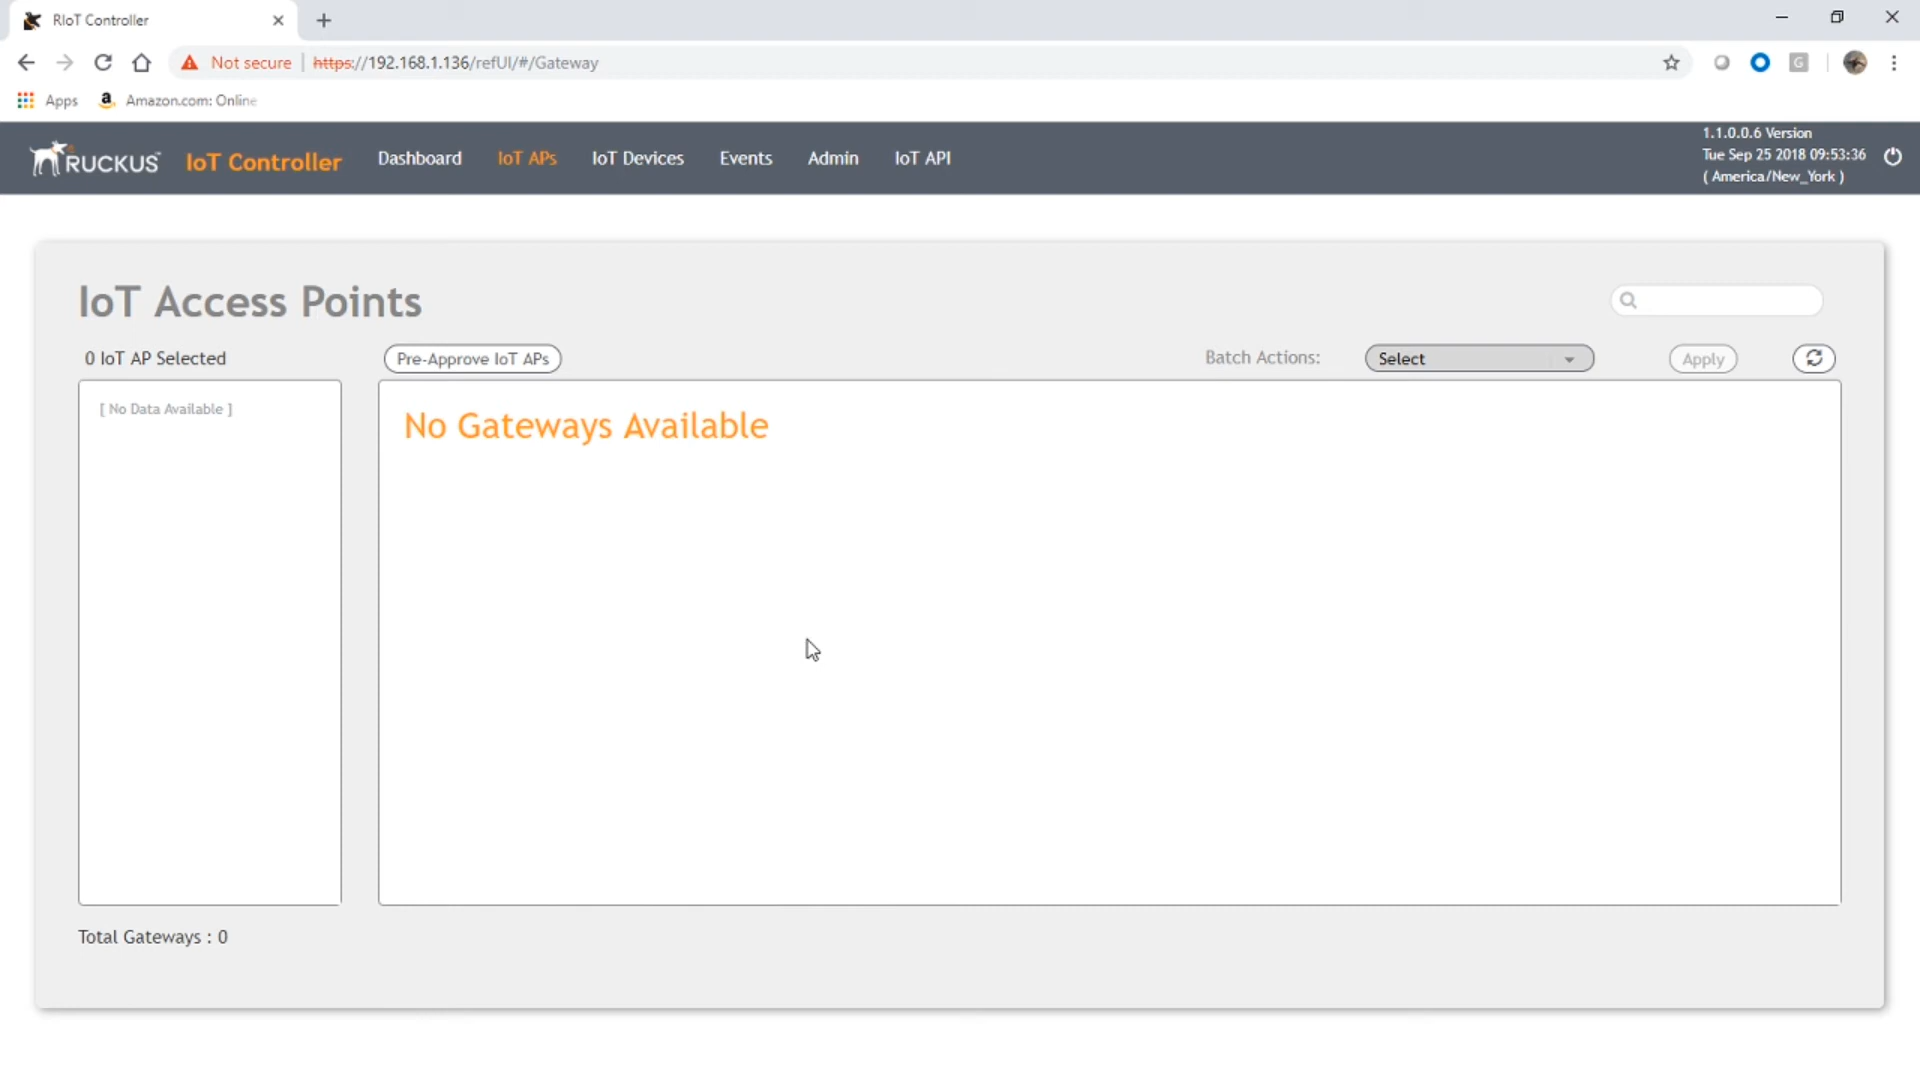 RIoT Controller
Not secure | https://192.168.1.136/refUI/#/Gateway
G
Apps
Amazon.com: Online
RUCKUS IoT Controller Dashboard IoT APs IoT Devices Events Admin IoT API
1.1.0.0.6 Version
Tue Sep 25 2018 09:53:36
( America/New_York )
IoT Access Points
0 IoT AP Selected
Pre-Approve IoT APs
Batch Actions: Select Apply
[ No Data Available ]
No Gateways Available
Total Gateways : 0